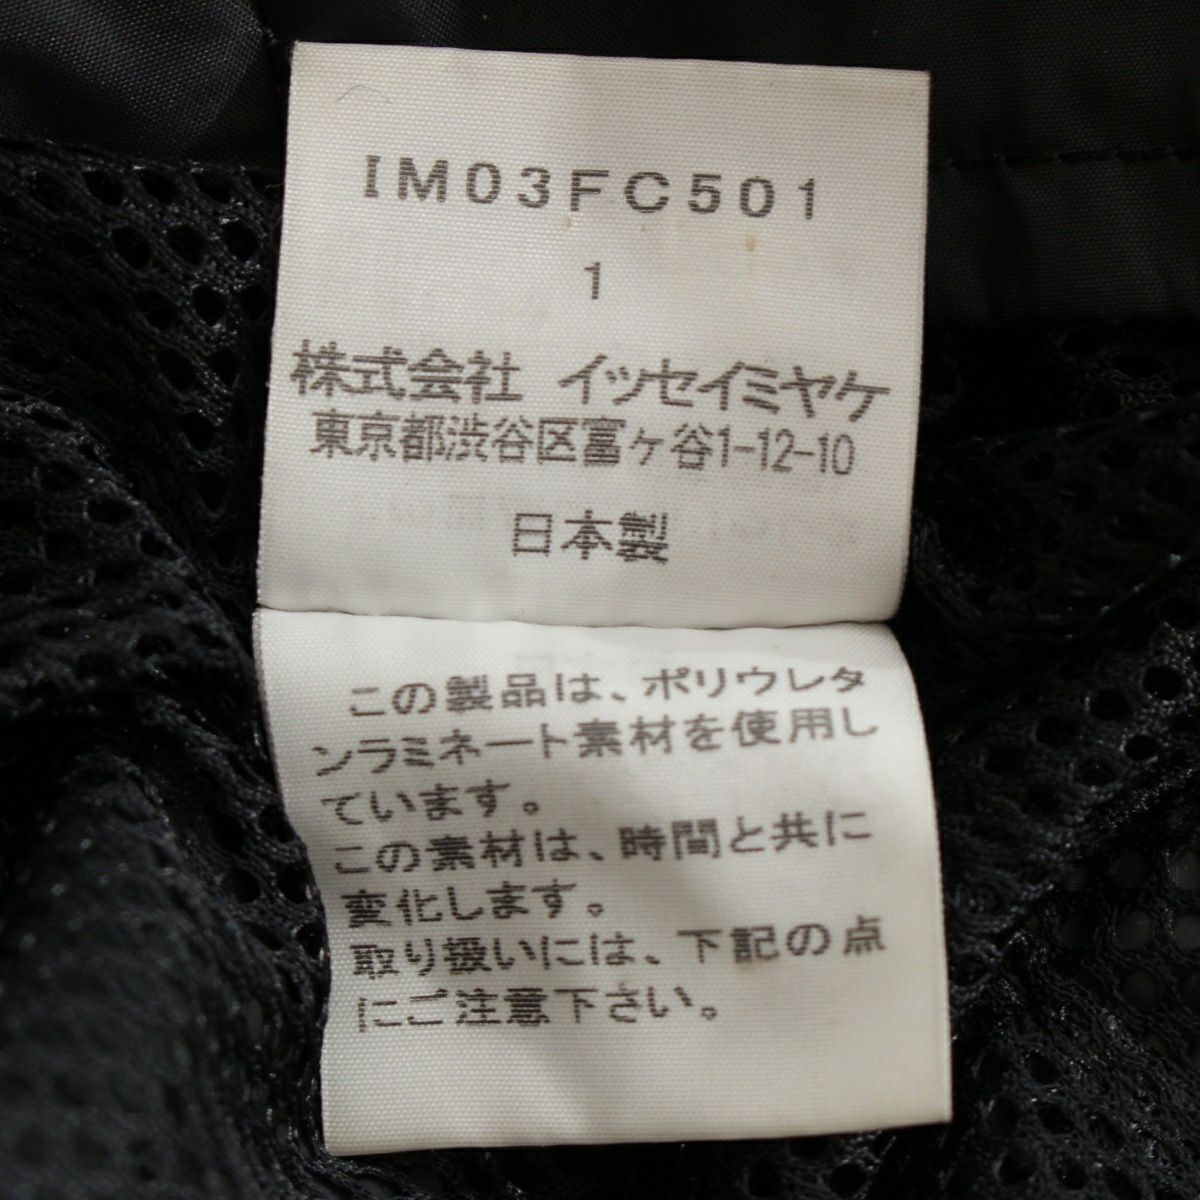 IM03FC501
1
株式会社 イッセイミヤケ
東京都渋谷区富ヶ谷1-12-10
日本製
この製品は、ポリウレタ
ンラミネート素材を使用し
ています。
この素材は、時間と共に
変化します。
取り扱いには、下記の点
にご注意下さい。